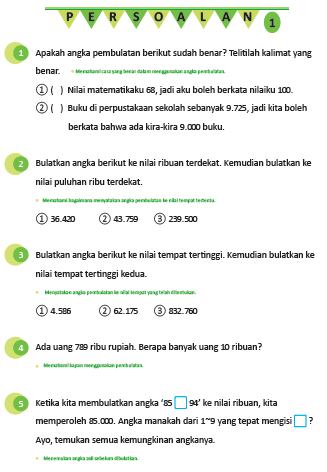 PERSOALAN 1
1 Apakah angka pembulatan berikut sudah benar? Telitilah kalimat yang
benar. • Memahami cara yang benar dalam menggunakan angka pembulatan.
① ( ) Nilai matematikaku 68, jadi aku boleh berkata nilaiku 100.
② ( ) Buku di perpustakaan sekolah sebanyak 9.725, jadi kita boleh
berkata bahwa ada kira-kira 9.000 buku.
2 Bulatkan angka berikut ke nilai ribuan terdekat. Kemudian bulatkan ke
nilai puluhan ribu terdekat.
• Memahami bagaimana menyatakan angka pembulatan ke nilai tempat tertentu.
① 36.420 ② 43.759 ③ 239.500
3 Bulatkan angka berikut ke nilai tempat tertinggi. Kemudian bulatkan ke
nilai tempat tertinggi kedua.
• Menyatakan angka pembulatan ke nilai tempat yang telah ditentukan.
① 4.586 ② 62.175 ③ 832.760
4 Ada uang 789 ribu rupiah. Berapa banyak uang 10 ribuan?
• Memahami kapan menggunakan pembulatan.
5 Ketika kita membulatkan angka ‘85 □ 94’ ke nilai ribuan, kita
memperoleh 85.000. Angka manakah dari 1~9 yang tepat mengisi □ ?
Ayo, temukan semua kemungkinan angkanya.
• Menemukan angka asli sebelum dibulatkan.